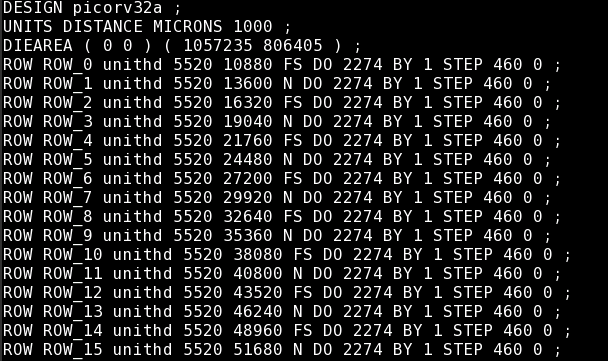 DESIGN picorv32a ;
UNITS DISTANCE MICRONS 1000 ;
DIEAREA ( 0 0 ) ( 1057235 806405 ) ;
ROW ROW_0 unithd 5520 10880 FS DO 2274 BY 1 STEP 460 0 ;
ROW ROW_1 unithd 5520 13600 N DO 2274 BY 1 STEP 460 0 ;
ROW ROW_2 unithd 5520 16320 FS DO 2274 BY 1 STEP 460 0 ;
ROW ROW_3 unithd 5520 19040 N DO 2274 BY 1 STEP 460 0 ;
ROW ROW_4 unithd 5520 21760 FS DO 2274 BY 1 STEP 460 0 ;
ROW ROW_5 unithd 5520 24480 N DO 2274 BY 1 STEP 460 0 ;
ROW ROW_6 unithd 5520 27200 FS DO 2274 BY 1 STEP 460 0 ;
ROW ROW_7 unithd 5520 29920 N DO 2274 BY 1 STEP 460 0 ;
ROW ROW_8 unithd 5520 32640 FS DO 2274 BY 1 STEP 460 0 ;
ROW ROW_9 unithd 5520 35360 N DO 2274 BY 1 STEP 460 0 ;
ROW ROW_10 unithd 5520 38080 FS DO 2274 BY 1 STEP 460 0 ;
ROW ROW_11 unithd 5520 40800 N DO 2274 BY 1 STEP 460 0 ;
ROW ROW_12 unithd 5520 43520 FS DO 2274 BY 1 STEP 460 0 ;
ROW ROW_13 unithd 5520 46240 N DO 2274 BY 1 STEP 460 0 ;
ROW ROW_14 unithd 5520 48960 FS DO 2274 BY 1 STEP 460 0 ;
ROW ROW_15 unithd 5520 51680 N DO 2274 BY 1 STEP 460 0 ;